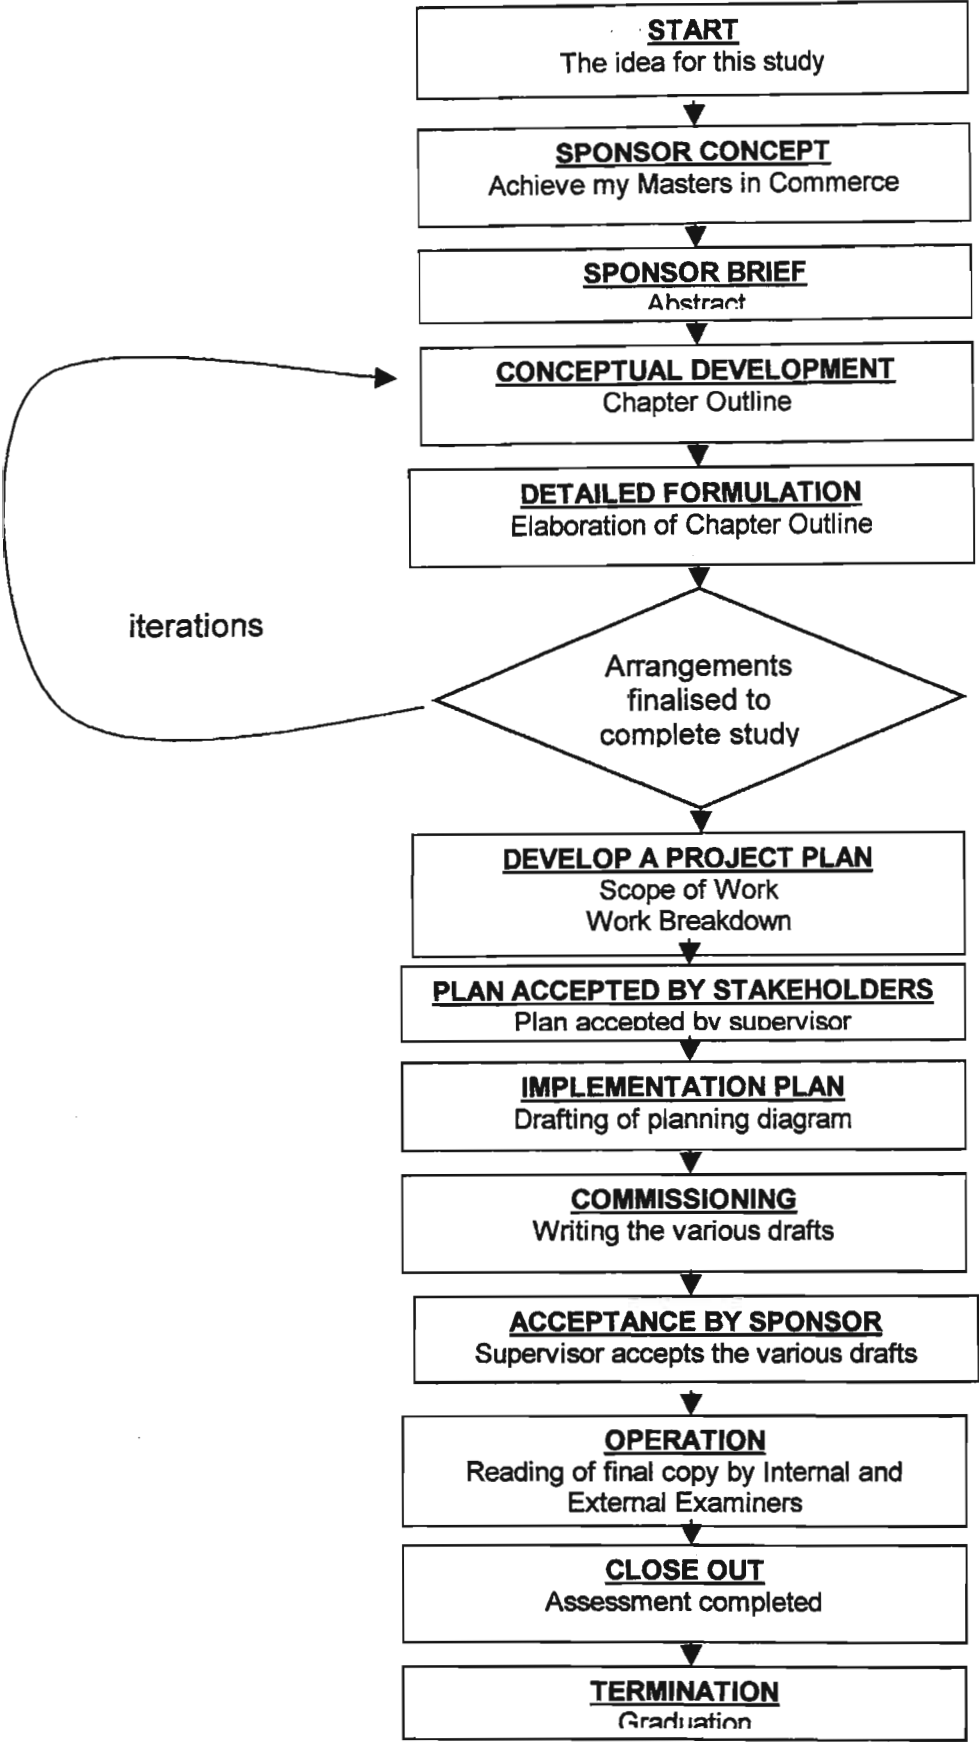 START
The idea for this study
SPONSOR CONCEPT
Achieve my Masters in Commerce
SPONSOR BRIEF
Abstract
CONCEPTUAL DEVELOPMENT
Chapter Outline
DETAILED FORMULATION
Elaboration of Chapter Outline
iterations
Arrangements
finalised to
complete study
DEVELOP A PROJECT PLAN
Scope of Work
Work Breakdown
PLAN ACCEPTED BY STAKEHOLDERS
Plan accepted by supervisor
IMPLEMENTATION PLAN
Drafting of planning diagram
COMMISSIONING
Writing the various drafts
ACCEPTANCE BY SPONSOR
Supervisor accepts the various drafts
OPERATION
Reading of final copy by Internal and
External Examiners
CLOSE OUT
Assessment completed
TERMINATION
Graduation